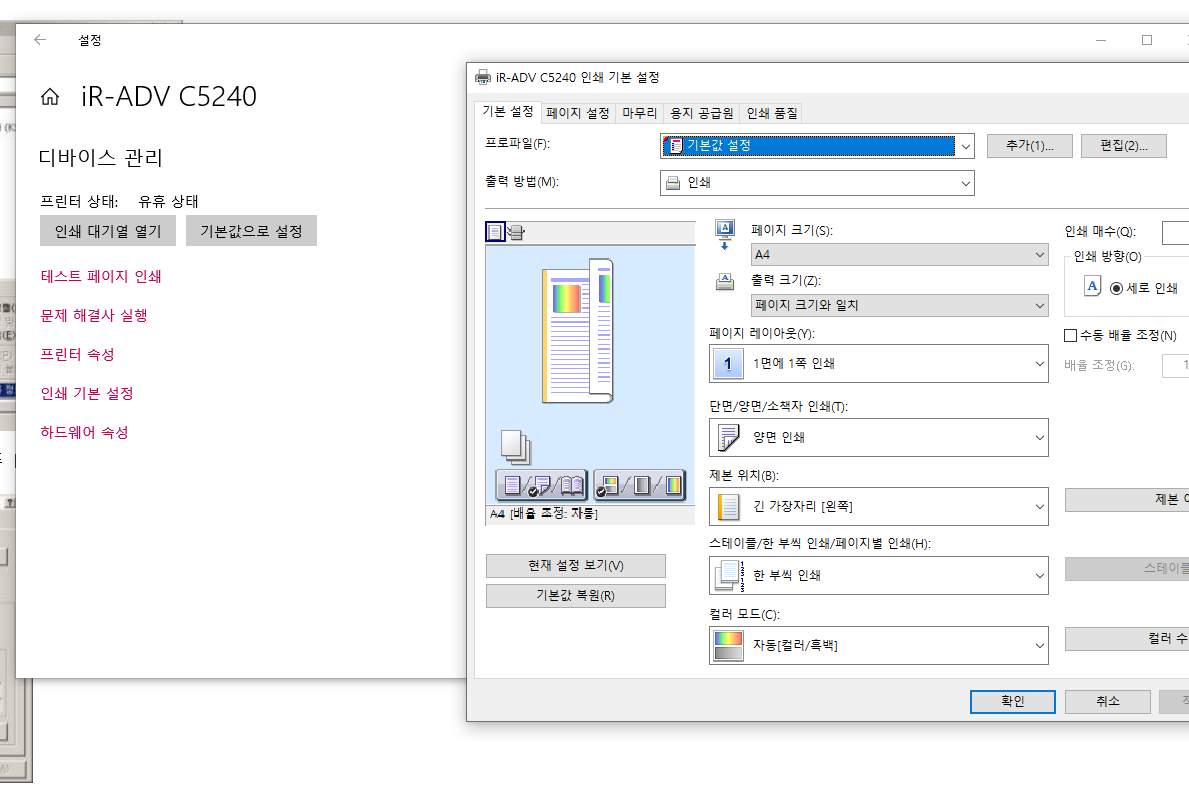 설정
iR-ADV C5240
디바이스 관리
프린터 상태: 유휴 상태
인쇄 대기열 열기
기본값으로 설정
테스트 페이지 인쇄
문제 해결사 실행
프린터 속성
인쇄 기본 설정
하드웨어 속성
iR-ADV C5240 인쇄 기본 설정
기본 설정
페이지 설정
마무리
용지 공급원
인쇄 품질
프로파일(F):
기본값 설정
추가(1)...
편집(2)...
출력 방법(M):
인쇄
페이지 크기(S):
A4
출력 크기(Z):
페이지 크기와 일치
인쇄 매수(Q):
인쇄 방향(O)
A
세로 인쇄
페이지 레이아웃(Y):
1
1면에 1쪽 인쇄
수동 배율 조정(N)
배율 조정(G):
1
단면/양면/소책자 인쇄(T):
양면 인쇄
제본 위치(B):
긴 가장자리 [왼쪽]
제본
A4 [배율 조정: 자동]
스테이플/한 부씩 인쇄/페이지별 인쇄(H):
한 부씩 인쇄
스테이플
현재 설정 보기(V)
기본값 복원(R)
컬러 모드(C):
자동[컬러/흑백]
컬러 수
확인
취소